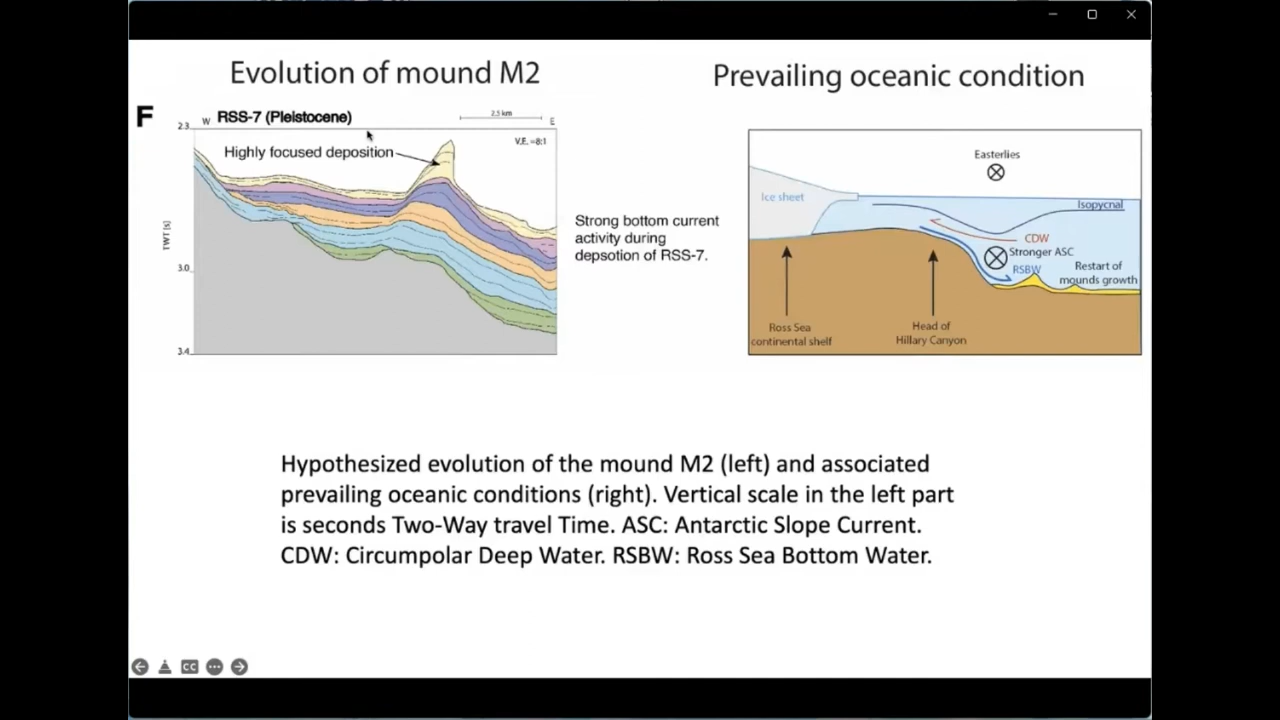 Evolution of mound M2
Prevailing oceanic condition
F
W
RSS-7 (Pleistocene)
2.5 km
E
2.3
V.E. =8:1
Highly focused deposition
TWT [s]
3.0
3.4
Strong bottom current
activity during
depsotion of RSS-7.
Easterlies
Ice sheet
Isopycnal
CDW
Stronger ASC
RSBW
Restart of
mounds growth
Ross Sea
continental shelf
Head of
Hillary Canyon
Hypothesized evolution of the mound M2 (left) and associated
prevailing oceanic conditions (right). Vertical scale in the left part
is seconds Two-Way travel Time. ASC: Antarctic Slope Current.
CDW: Circumpolar Deep Water. RSBW: Ross Sea Bottom Water.
CC